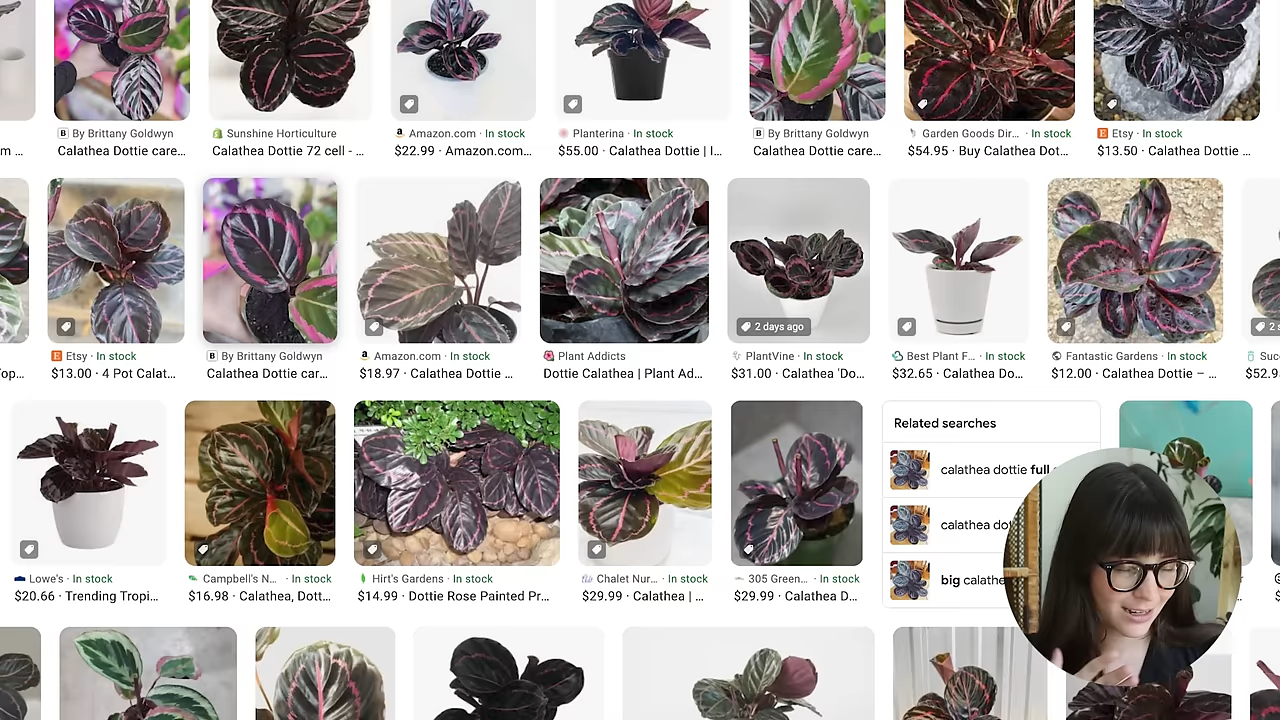 m ...
By Brittany Goldwyn
Calathea Dottie care...
Sunshine Horticulture
Calathea Dottie 72 cell - ...
Amazon.com · In stock
$22.99 · Amazon.com...
Planterina · In stock
$55.00 · Calathea Dottie | I...
By Brittany Goldwyn
Calathea Dottie care...
Garden Goods Dir... · In stock
$54.95 · Buy Calathea Dot...
Etsy · In stock
$13.50 · Calathea Dottie ...
Top...
Etsy · In stock
$13.00 · 4 Pot Calat...
By Brittany Goldwyn
Calathea Dottie car...
Amazon.com · In stock
$18.97 · Calathea Dottie ...
Plant Addicts
Dottie Calathea | Plant Ad...
2 days ago
PlantVine · In stock
$31.00 · Calathea 'Do...
Best Plant F... · In stock
$32.65 · Calathea Do...
Fantastic Gardens · In stock
$12.00 · Calathea Dottie – ...
Suc
$52.9
Lowe's · In stock
$20.66 · Trending Tropi...
Campbell's N... · In stock
$16.98 · Calathea, Dott...
Hirt's Gardens · In stock
$14.99 · Dottie Rose Painted Pr...
Chalet Nur... · In stock
$29.99 · Calathea | ...
305 Green... · In stock
$29.99 · Calathea D...
Related searches
calathea dottie full
calathea dot
big calathe